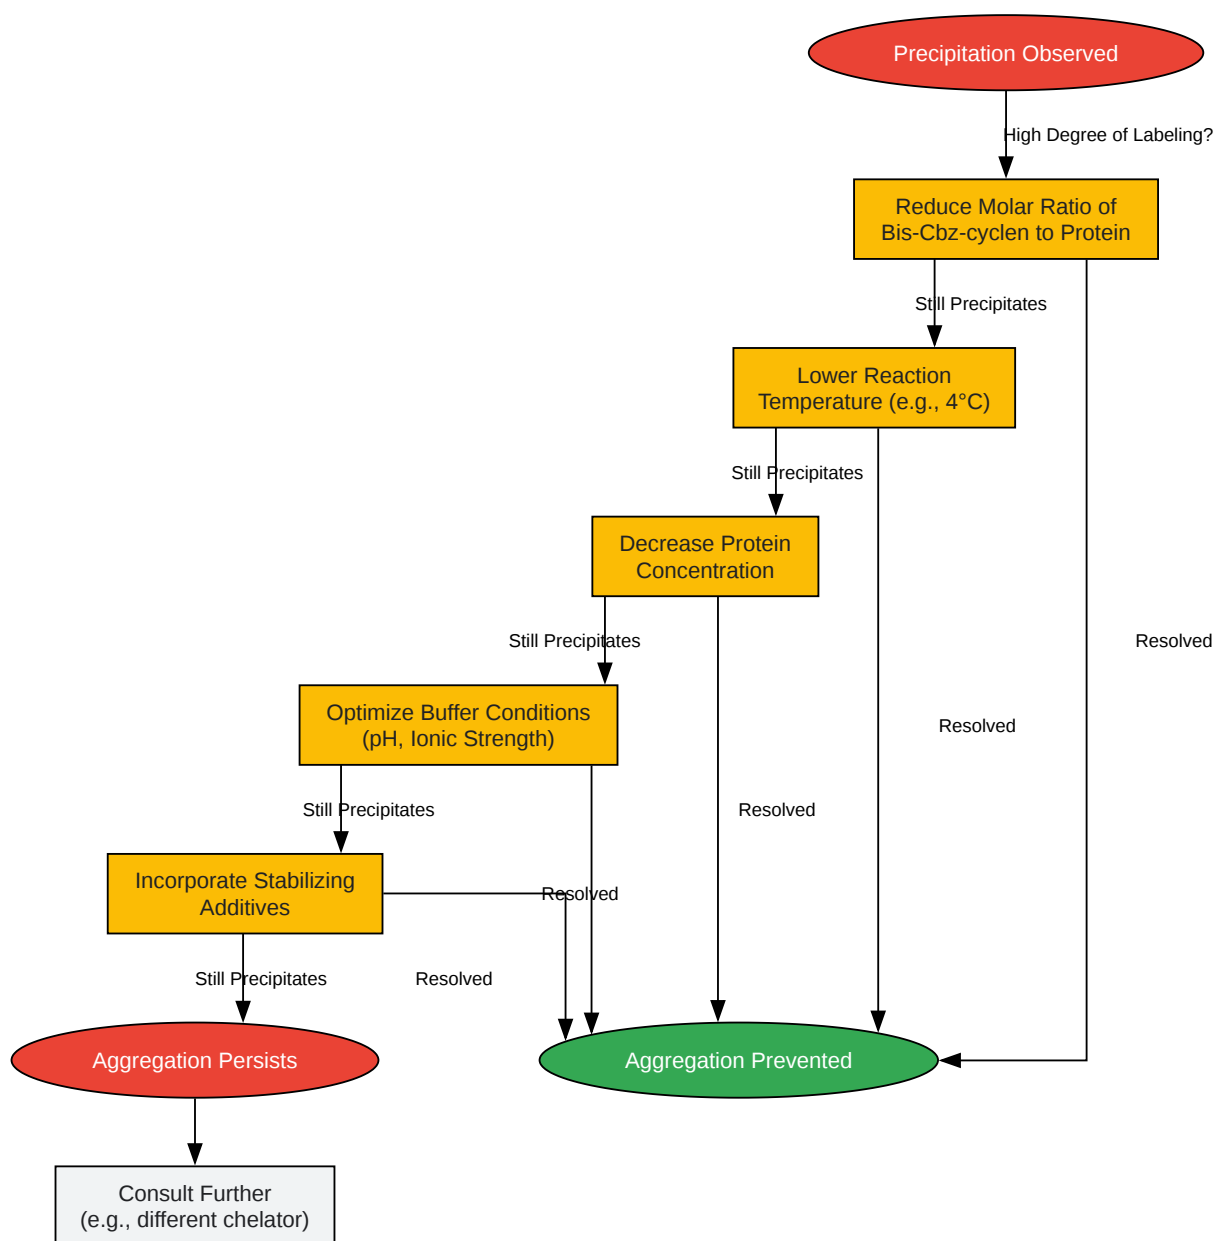 Precipitation Observed
High Degree of Labeling?
Reduce Molar Ratio of
Bis-Cbz-cyclen to Protein
Still Precipitates
Lower Reaction
Temperature (e.g., 4°C)
Still Precipitates
Decrease Protein
Concentration
Still Precipitates
Resolved
Optimize Buffer Conditions
(pH, Ionic Strength)
Resolved
Still Precipitates
Resolved
Incorporate Stabilizing
Additives
Resolved
Still Precipitates
Resolved
Aggregation Persists
Aggregation Prevented
Consult Further
(e.g., different chelator)